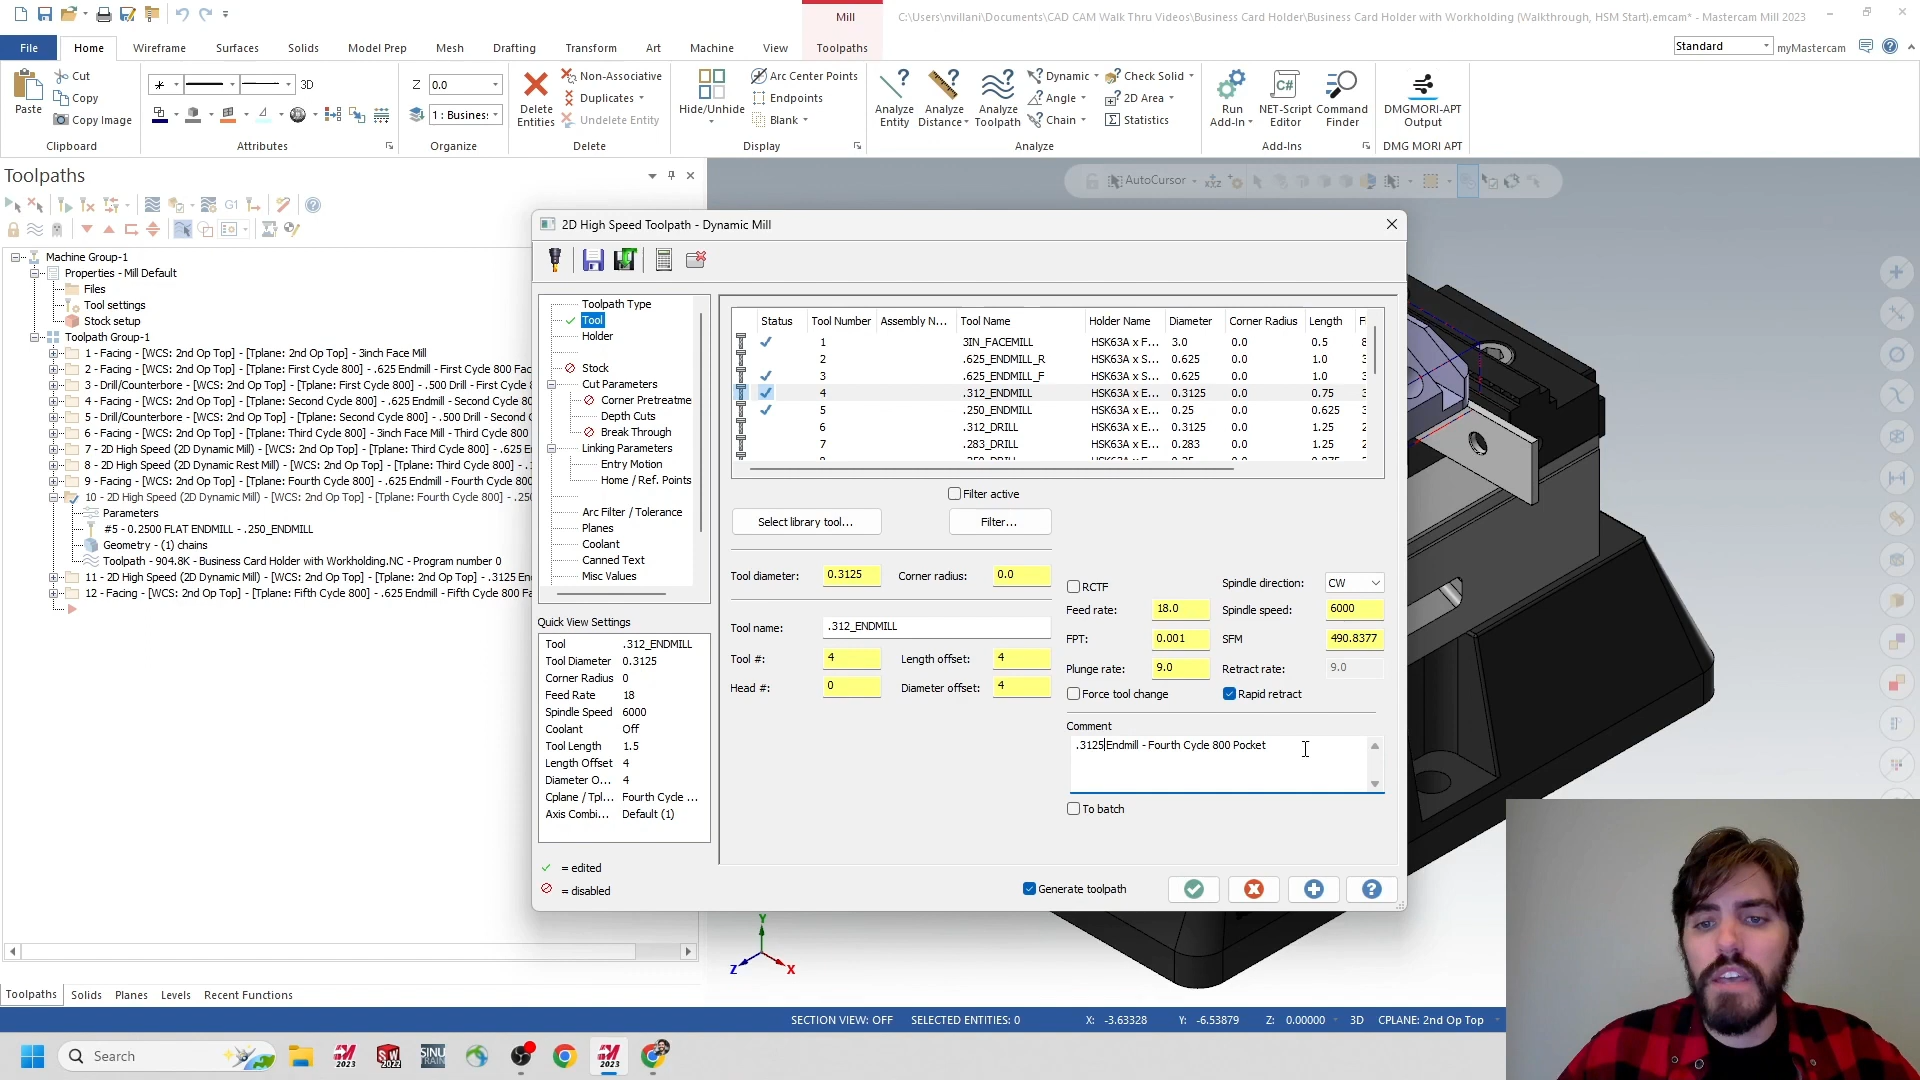 Mill
C:\Users\nvillani\Documents\CAD CAM Walk Thru Videos\Business Card Holder\Business Card Holder with Workholding (Walkthrough, HSM Start).emcam* - Mastercam Mill 2023
File Home Wireframe Surfaces Solids Model Prep Mesh Drafting Transform Art Machine View Toolpaths Standard myMastercam
Paste Cut Copy Copy Image
3D
Z 0.0
1 : Business
Delete Entities
Non-Associative
Duplicates
Undelete Entity
Hide/Unhide
Arc Center Points
Endpoints
Blank
Analyze Entity
Analyze Distance
Analyze Toolpath
Dynamic
Angle
Chain
Check Solid
2D Area
Statistics
Run Add-In
NET-Script Editor
Command Finder
DMGMORI-APT Output
Clipboard Attributes Organize Delete Display Analyze Add-Ins DMG MORI APT
Toolpaths
AutoCursor
G1
Machine Group-1
Properties - Mill Default
Files
Tool settings
Stock setup
Toolpath Group-1
1 - Facing - [WCS: 2nd Op Top] - [Tplane: 2nd Op Top] - 3inch Face Mill
2 - Facing - [WCS: 2nd Op Top] - [Tplane: First Cycle 800] - .625 Endmill - First Cycle 800 Fac
3 - Drill/Counterbore - [WCS: 2nd Op Top] - [Tplane: First Cycle 800] - .500 Drill - First Cycl
4 - Facing - [WCS: 2nd Op Top] - [Tplane: Second Cycle 800] - .625 Endmill - Second Cycle
5 - Drill/Counterbore - [WCS: 2nd Op Top] - [Tplane: Second Cycle 800] - .500 Drill - Second C
6 - Facing - [WCS: 2nd Op Top] - [Tplane: Third Cycle 800] - 3inch Face Mill - Third Cycle 800
7 - 2D High Speed (2D Dynamic Mill) - [WCS: 2nd Op Top] - [Tplane: Third Cycle 800] - .625 E
8 - 2D High Speed (2D Dynamic Rest Mill) - [WCS: 2nd Op Top] - [Tplane: Third Cycle 800] - .
9 - Facing - [WCS: 2nd Op Top] - [Tplane: Fourth Cycle 800] - .625 Endmill - Fourth Cycle 800
10 - 2D High Speed (2D Dynamic Mill) - [WCS: 2nd Op Top] - [Tplane: Fourth Cycle 800] - .250
Parameters
#5 - 0.2500 FLAT ENDMILL - .250_ENDMILL
Geometry - (1) chains
Toolpath - 904.8K - Business Card Holder with Workholding.NC - Program number 0
11 - 2D High Speed (2D Dynamic Mill) - [WCS: 2nd Op Top] - [Tplane: 2nd Op Top] - .3125 En
12 - Facing - [WCS: 2nd Op Top] - [Tplane: Fifth Cycle 800] - .625 Endmill - Fifth Cycle 800 F
2D High Speed Toolpath - Dynamic Mill
Toolpath Type
Tool
Holder
Stock
Cut Parameters
Corner Pretreatme
Depth Cuts
Break Through
Linking Parameters
Entry Motion
Home / Ref. Points
Arc Filter / Tolerance
Planes
Coolant
Canned Text
Misc Values
Quick View Settings
Tool .312_ENDMILL
Tool Diameter 0.3125
Corner Radius 0
Feed Rate 18
Spindle Speed 6000
Coolant Off
Tool Length 1.5
Length Offset 4
Diameter O... 4
Cplane / Tpl... Fourth Cycle ...
Axis Combi... Default (1)
= edited
= disabled
Status Tool Number Assembly N... Tool Name Holder Name Diameter Corner Radius Length F
1 3IN_FACEMILL HSK63A x F... 3.0 0.0 0.5 8
2 .625_ENDMILL_R HSK63A x S... 0.625 0.0 1.0 3
3 .625_ENDMILL_F HSK63A x S... 0.625 0.0 1.0 3
4 .312_ENDMILL HSK63A x E... 0.3125 0.0 0.75 3
5 .250_ENDMILL HSK63A x E... 0.25 0.0 0.625 3
6 .312_DRILL HSK63A x E... 0.3125 0.0 1.25 2
7 .283_DRILL HSK63A x E... 0.283 0.0 1.25 2
Filter active
Select library tool... Filter...
Tool diameter: 0.3125 Corner radius: 0.0
Tool name: .312_ENDMILL
Tool #: 4 Length offset: 4
Head #: 0 Diameter offset: 4
RCTF Spindle direction: CW
Feed rate: 18.0 Spindle speed: 6000
FPT: 0.001 SFM 490.8377
Plunge rate: 9.0 Retract rate: 9.0
Force tool change Rapid retract
Comment
.3125 Endmill - Fourth Cycle 800 Pocket
To batch
Generate toolpath
Y
Z X
Toolpaths Solids Planes Levels Recent Functions
SECTION VIEW: OFF SELECTED ENTITIES: 0 X: -3.63328 Y: -6.53879 Z: 0.00000 3D CPLANE: 2nd Op Top
Search
2023
2022
SINU
TRAIN
2023